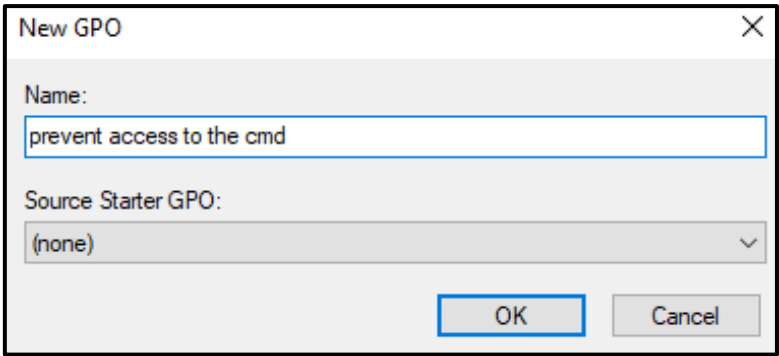 New GPO
Name:
prevent access to the cmd
Source Starter GPO:
(none)
OK Cancel